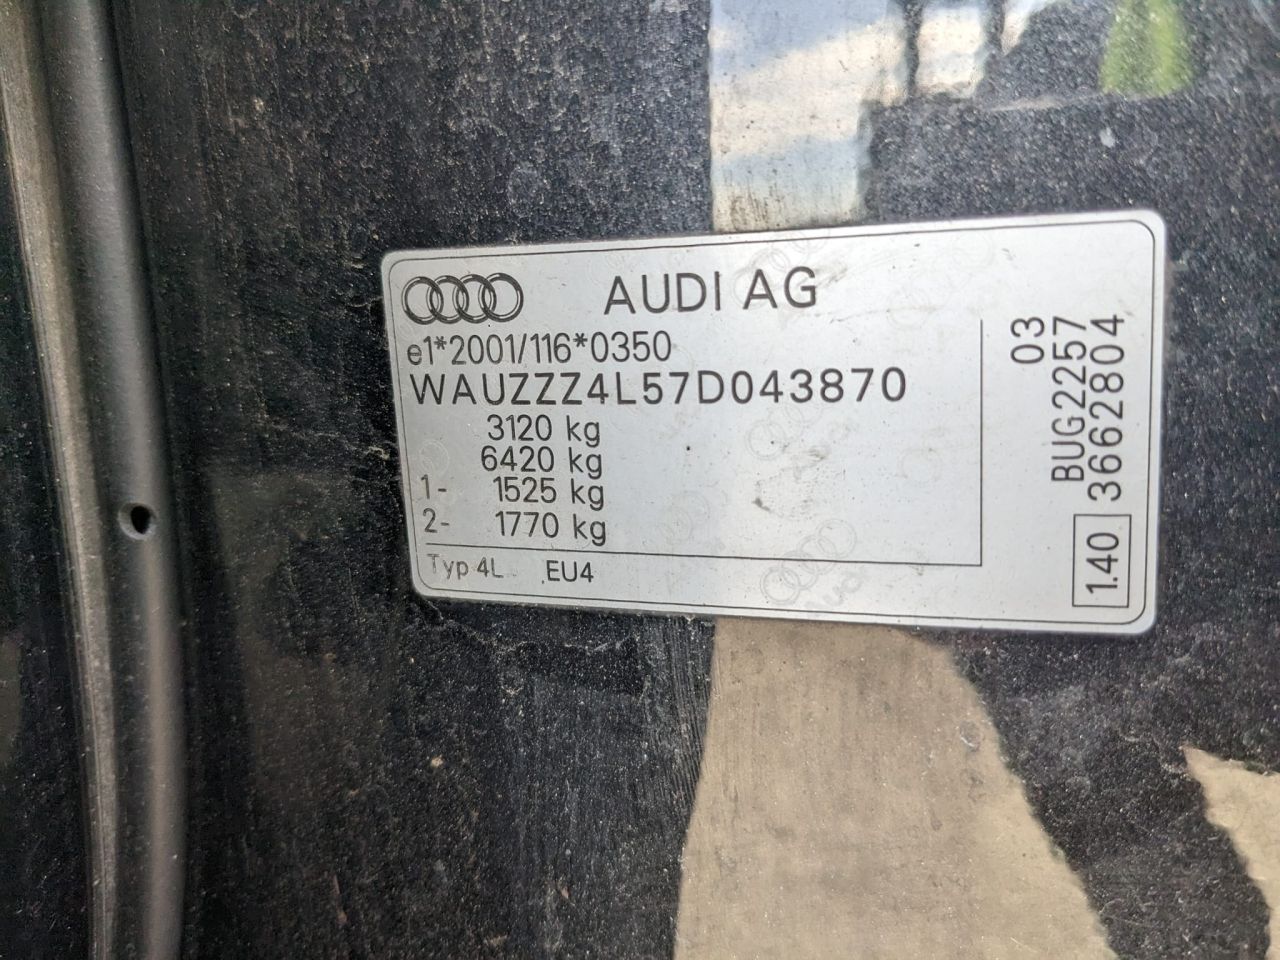 AUDI AG
e1*2001/116*0350
WAUZZZ4L57D043870
3120 kg
6420 kg
1- 1525 kg
2- 1770 kg
Typ 4L EU4
03
BUG2257
3662804
1.40